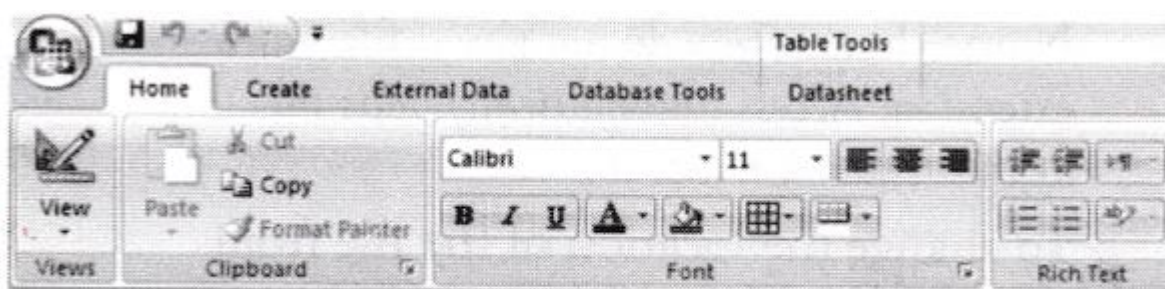 Table Tools
Home Create External Data Database Tools Datasheet
Cut
Calibri 11
Copy
View Paste B I U A
Format Painter
Views Clipboard Font Rich Text